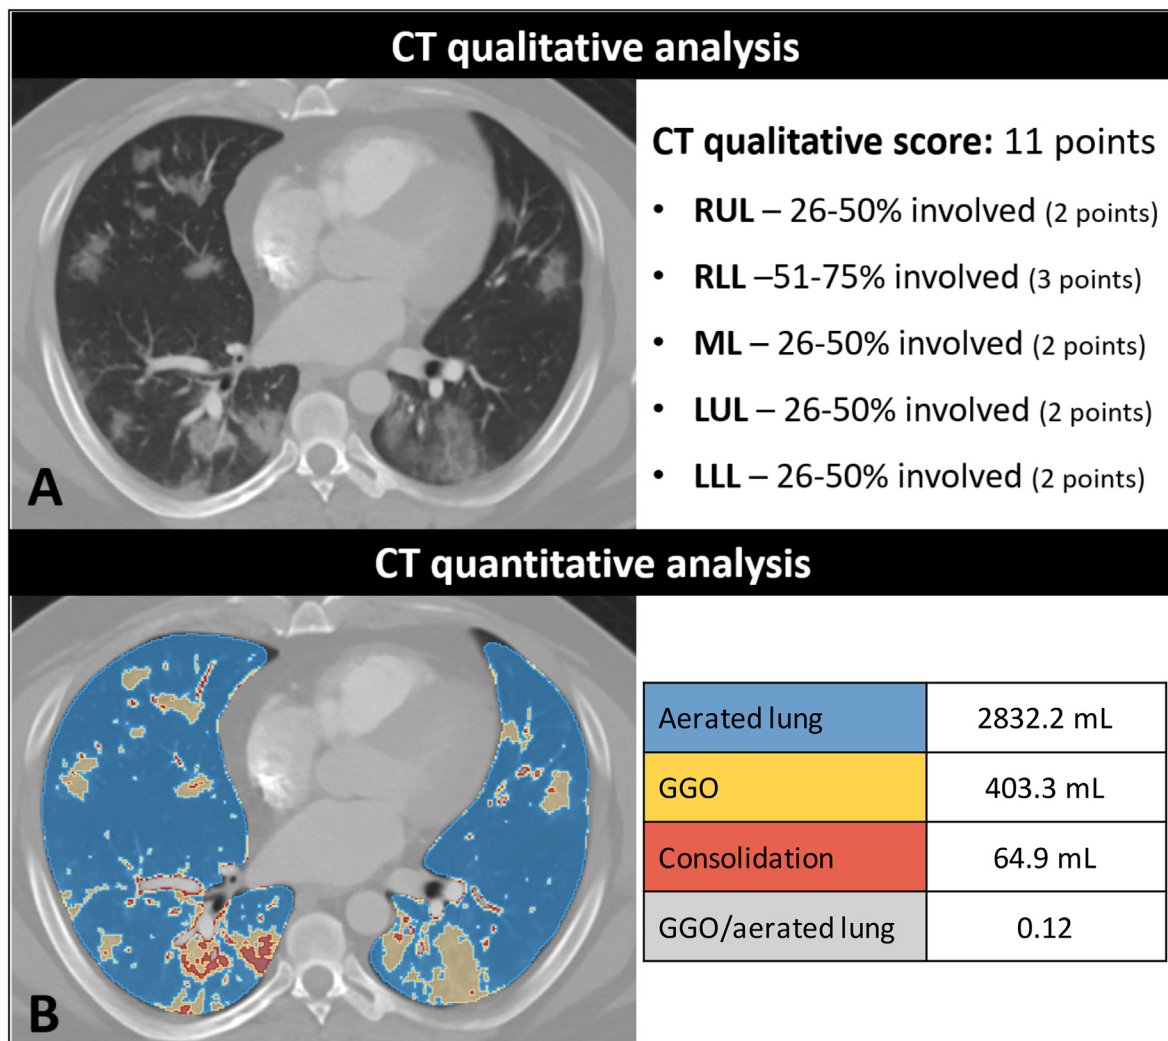 CT qualitative analysis
CT qualitative score: 11 points
• RUL – 26-50% involved (2 points)
• RLL –51-75% involved (3 points)
• ML – 26-50% involved (2 points)
• LUL – 26-50% involved (2 points)
• LLL – 26-50% involved (2 points)
A
CT quantitative analysis
Aerated lung 2832.2 mL
GGO 403.3 mL
Consolidation 64.9 mL
GGO/aerated lung 0.12
B